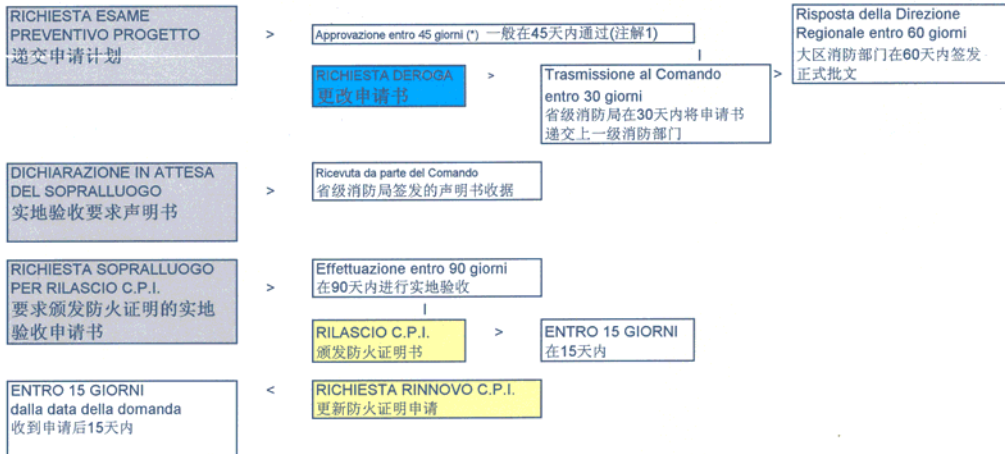 RICHIESTA ESAME
PREVENTIVO PROGETTO
递交申请计划
>
Approvazione entro 45 giorni (*) 一般在45天内通过(注解1)
RICHIESTA DEROGA
更改申请书
>
Trasmissione al Comando
entro 30 giorni
省级消防局在30天内将申请书
递交上一级消防部门
>
Risposta della Direzione
Regionale entro 60 giorni
大区消防部门在60天内签发
正式批文
DICHIARAZIONE IN ATTESA
DEL SOPRALLUOGO
实地验收要求声明书
>
Ricevuta da parte del Comando
省级消防局签发的声明书收据
RICHIESTA SOPRALLUOGO
PER RILASCIO C.P.I.
要求颁发防火证明的实地
验收申请书
>
Effettuazione entro 90 giorni
在90天内进行实地验收
RILASCIO C.P.I.
颁发防火证明书
>
ENTRO 15 GIORNI
在15天内
ENTRO 15 GIORNI
dalla data della domanda
收到申请后15天内
<
RICHIESTA RINNOVO C.P.I.
更新防火证明申请